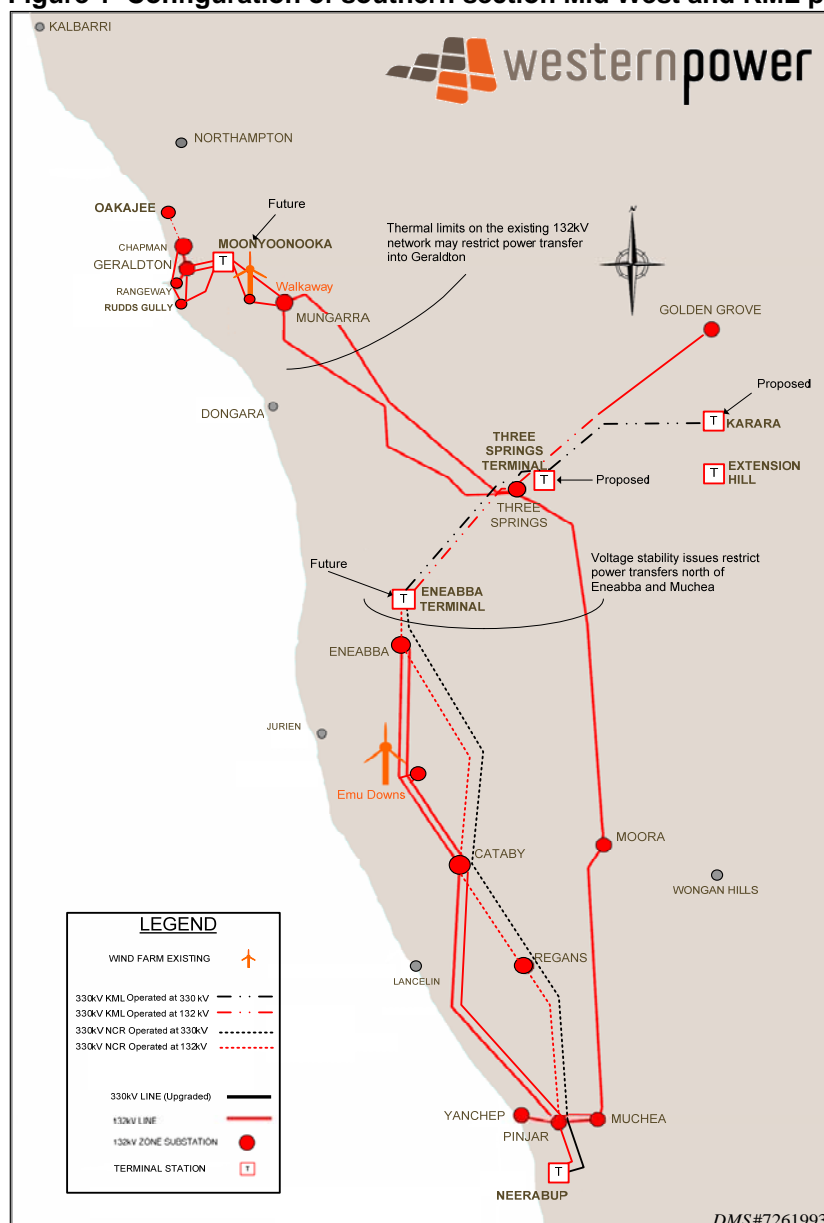 Figure 1 Configuration of southern section Mid West and KML p
KALBARRI
westernpower
NORTHAMPTON
OAKAJEE
Future
CHAPMAN
MOONYOONOOKA
T
GERALDTON
RANGEWAY
RUDDS GULLY
Walkaway
MUNGARRA
Thermal limits on the existing 132kV
network may restrict power transfer
into Geraldton
N
GOLDEN GROVE
Proposed
DONGARA
T
KARARA
THREE
SPRINGS
TERMINAL
T
Proposed
T
EXTENSION
HILL
THREE
SPRINGS
Future
T
ENEABBA
TERMINAL
Voltage stability issues restrict
power transfers north of
Eneabba and Muchea
ENEABBA
JURIEN
Emu Downs
MOORA
CATABY
WONGAN HILLS
REGANS
LANCELIN
LEGEND
WIND FARM EXISTING
330kV KML Operated at 330 kV
330kV KML Operated at 132 kV
330kV NCR Operated at 330kV
330kV NCR Operated at 132kV
330kV LINE (Upgraded)
132kV LINE
132kV ZONE SUBSTATION
TERMINAL STATION
T
YANCHEP
PINJAR
MUCHEA
T
NEERABUP
DMS#7261993